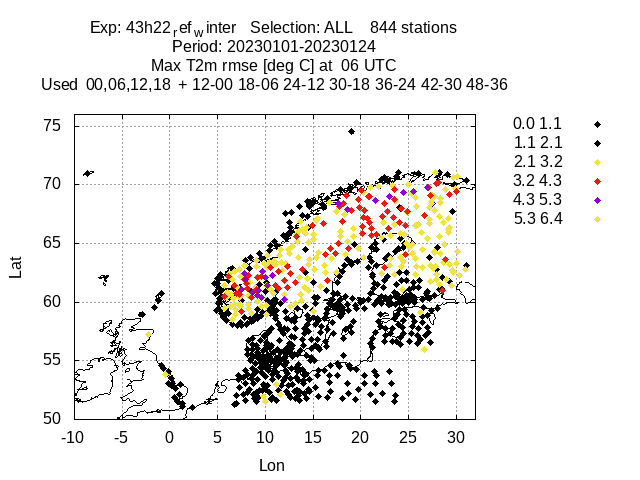 Exp: 43h22ref winter Selection: ALL 844 stations
Period: 20230101-20230124
Max T2m rmse [deg C] at 06 UTC
Used 00,06,12,18 + 12-00 18-06 24-12 30-18 36-24 42-30 48-36
0.0 1.1
1.1 2.1
2.1 3.2
3.2 4.3
4.3 5.3
5.3 6.4
75
70
65
60
55
50
Lat
-10 -5 0 5 10 15 20 25 30
Lon